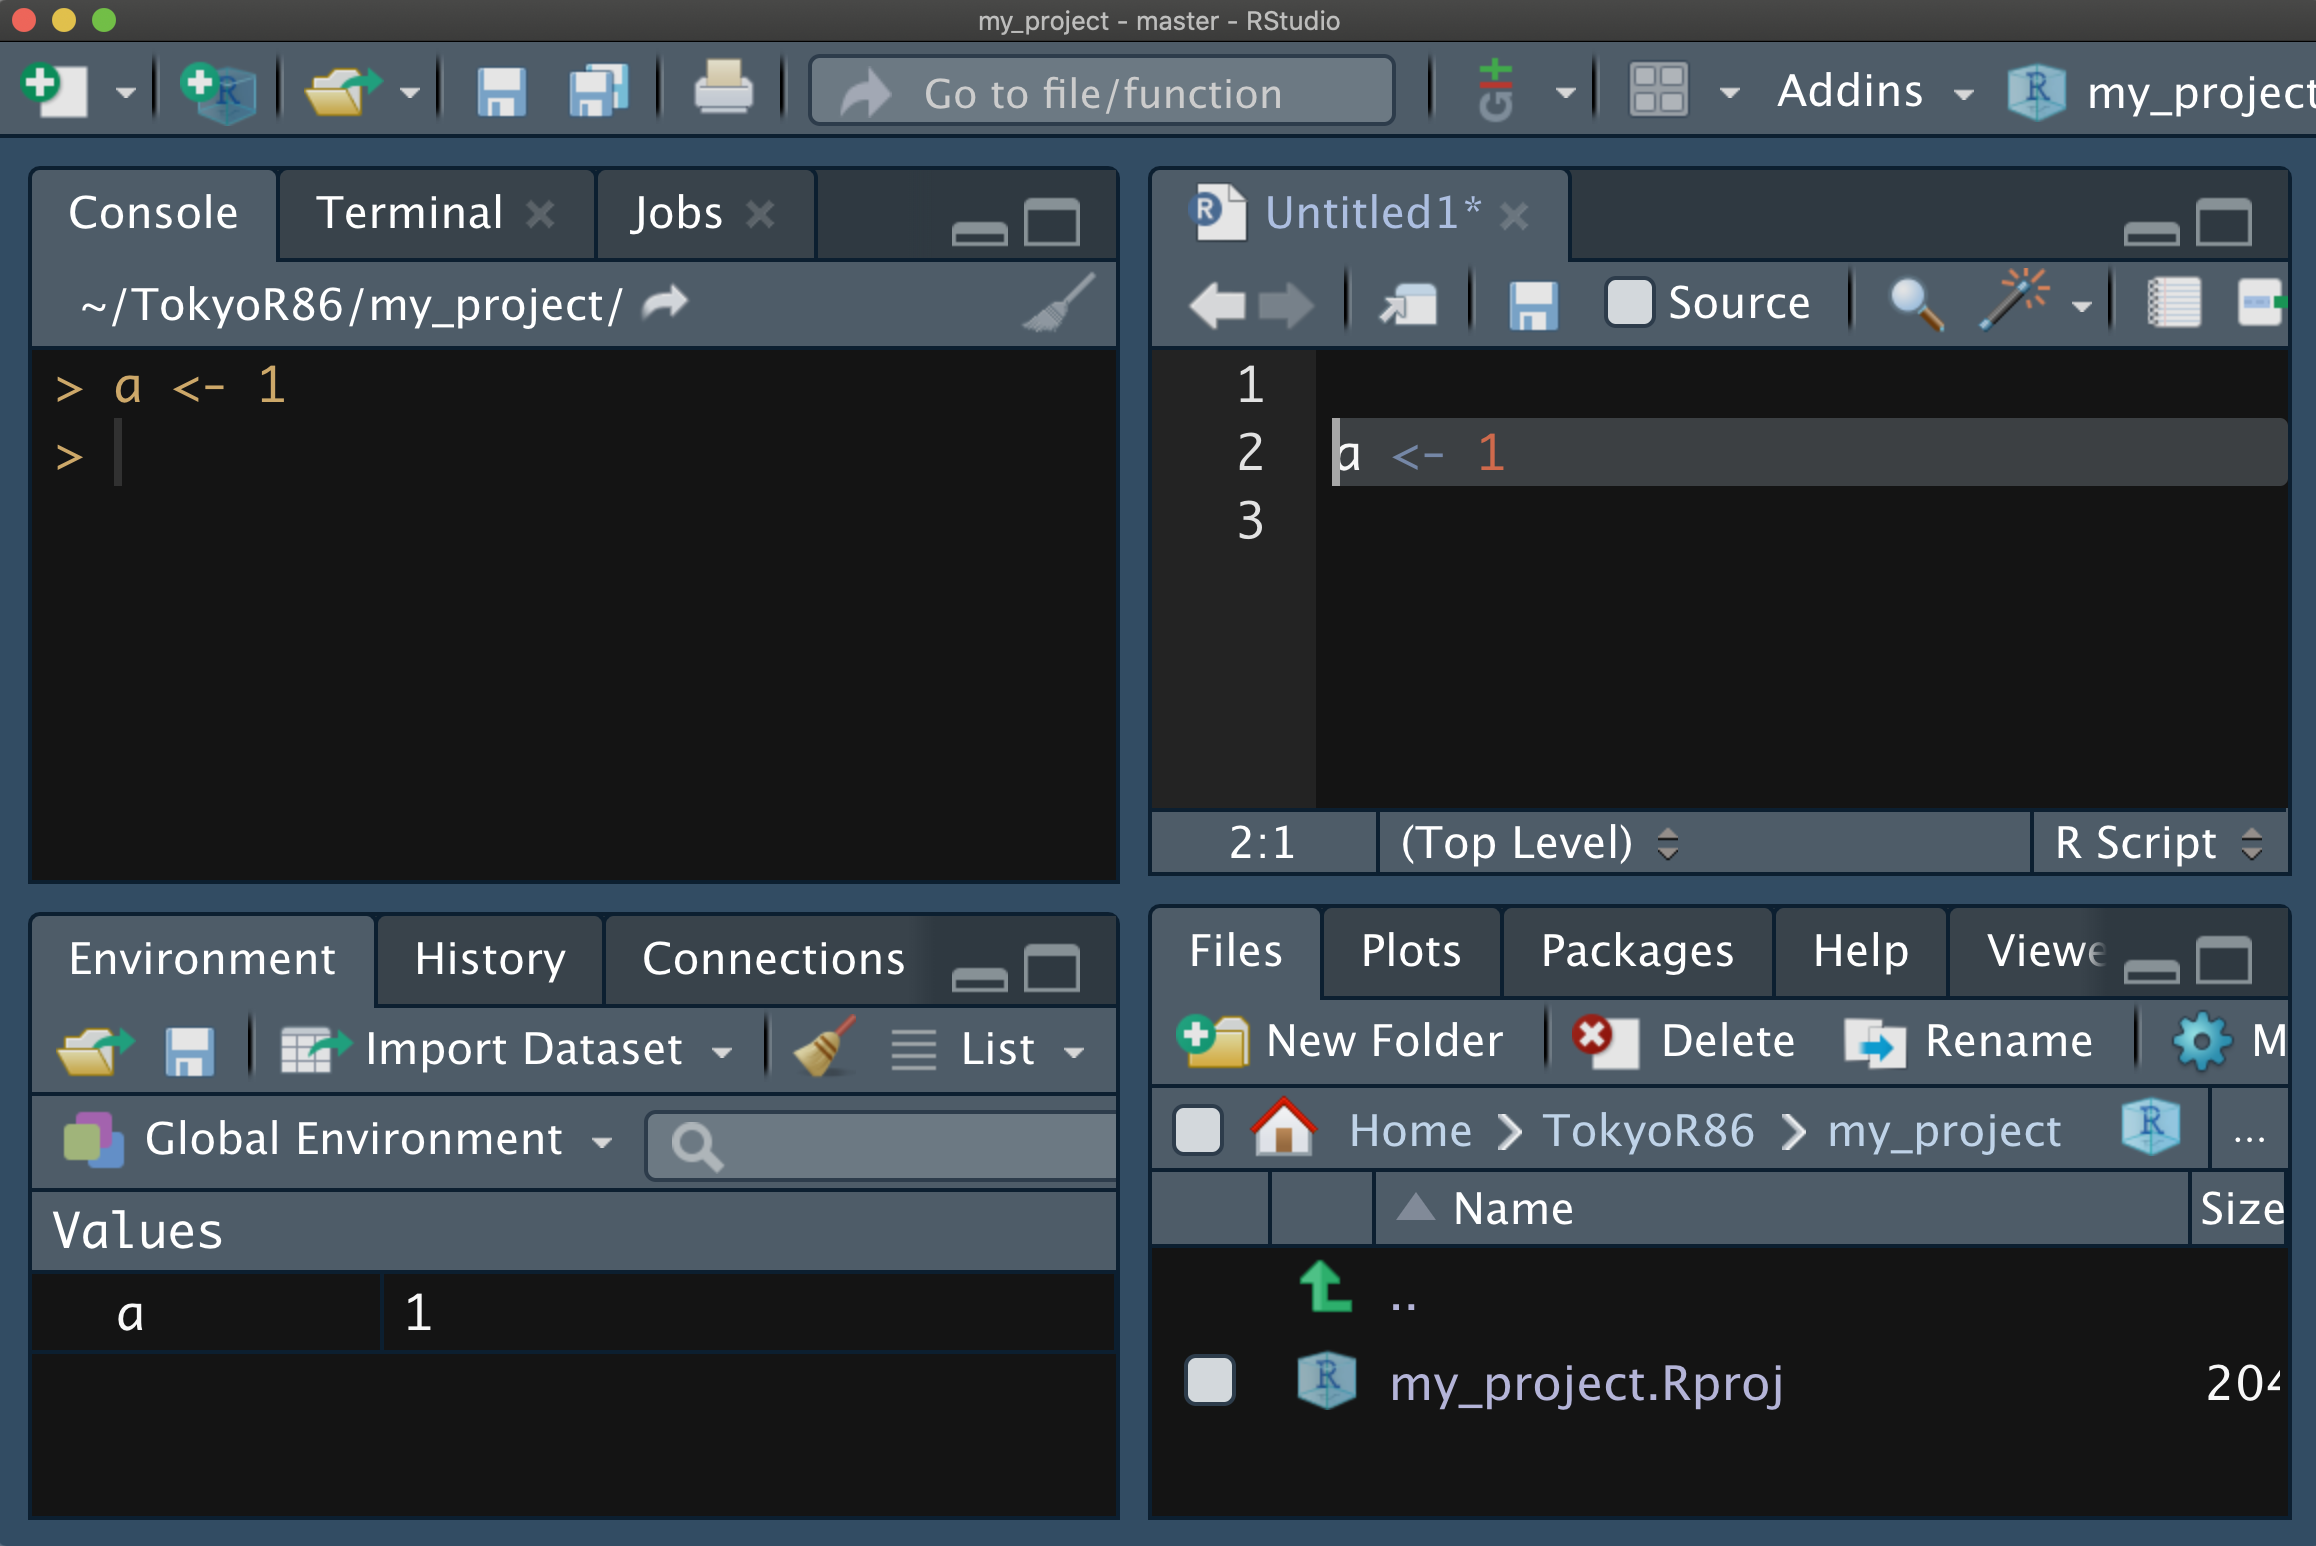 my_project - master - RStudio
Go to file/function
Git
Addins
my_project
Console
Terminal
Jobs
~/TokyoR86/my_project/
> a <- 1
>
Untitled1*
Source
1
2 a <- 1
3
2:1
(Top Level)
R Script
Environment
History
Connections
Import Dataset
List
Global Environment
Values
a 1
Files
Plots
Packages
Help
Viewe
New Folder
Delete
Rename
M
Home
TokyoR86
my_project
...
Name
Size
..
my_project.Rproj
204